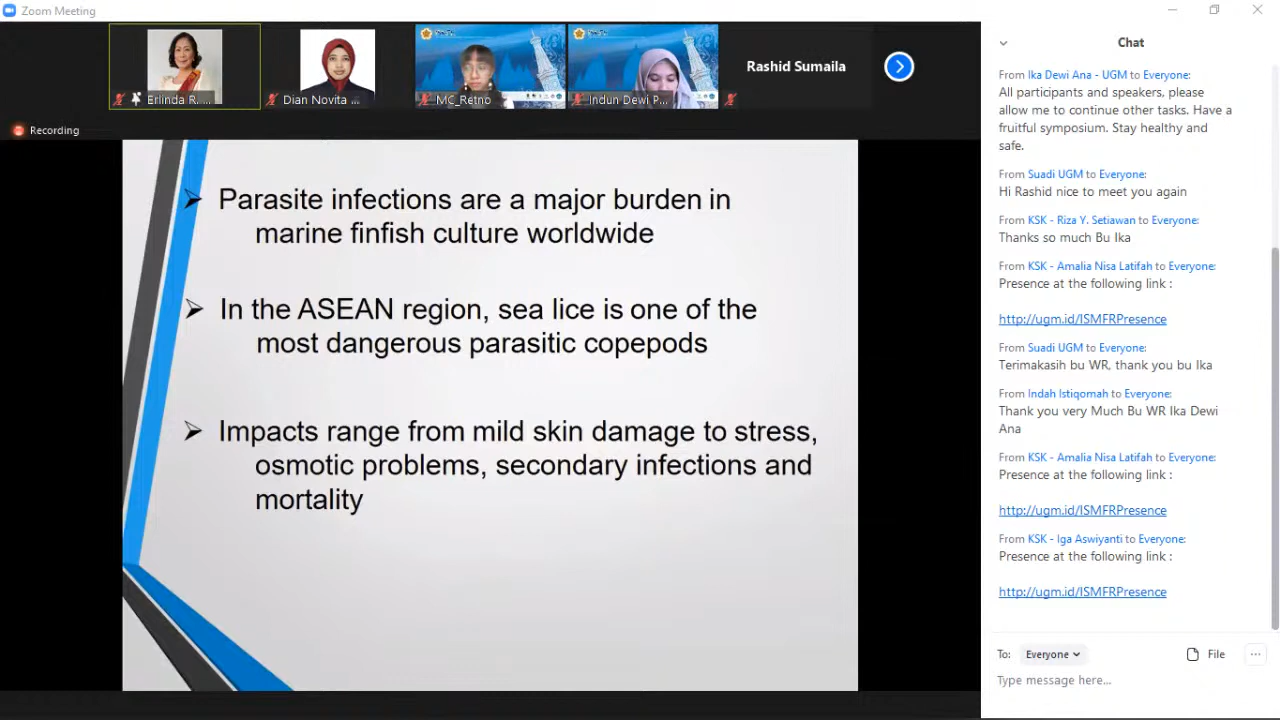 Zoom Meeting
Erlinda R. ...
Dian Novita ...
MC_Retno
Indun Dewi P...
Rashid Sumaila
Recording
➢ Parasite infections are a major burden in
marine finfish culture worldwide
➢ In the ASEAN region, sea lice is one of the
most dangerous parasitic copepods
➢ Impacts range from mild skin damage to stress,
osmotic problems, secondary infections and
mortality
Chat
From Ika Dewi Ana - UGM to Everyone:
All participants and speakers, please
allow me to continue other tasks. Have a
fruitful symposium. Stay healthy and
safe.
From Suadi UGM to Everyone:
Hi Rashid nice to meet you again
From KSK - Riza Y. Setiawan to Everyone:
Thanks so much Bu Ika
From KSK - Amalia Nisa Latifah to Everyone:
Presence at the following link :
http://ugm.id/ISMFRPresence
From Suadi UGM to Everyone:
Terimakasih bu WR, thank you bu Ika
From Indah Istiqomah to Everyone:
Thank you very Much Bu WR Ika Dewi
Ana
From KSK - Amalia Nisa Latifah to Everyone:
Presence at the following link :
http://ugm.id/ISMFRPresence
From KSK - Iga Aswiyanti to Everyone:
Presence at the following link :
http://ugm.id/ISMFRPresence
To: Everyone
File
...
Type message here...